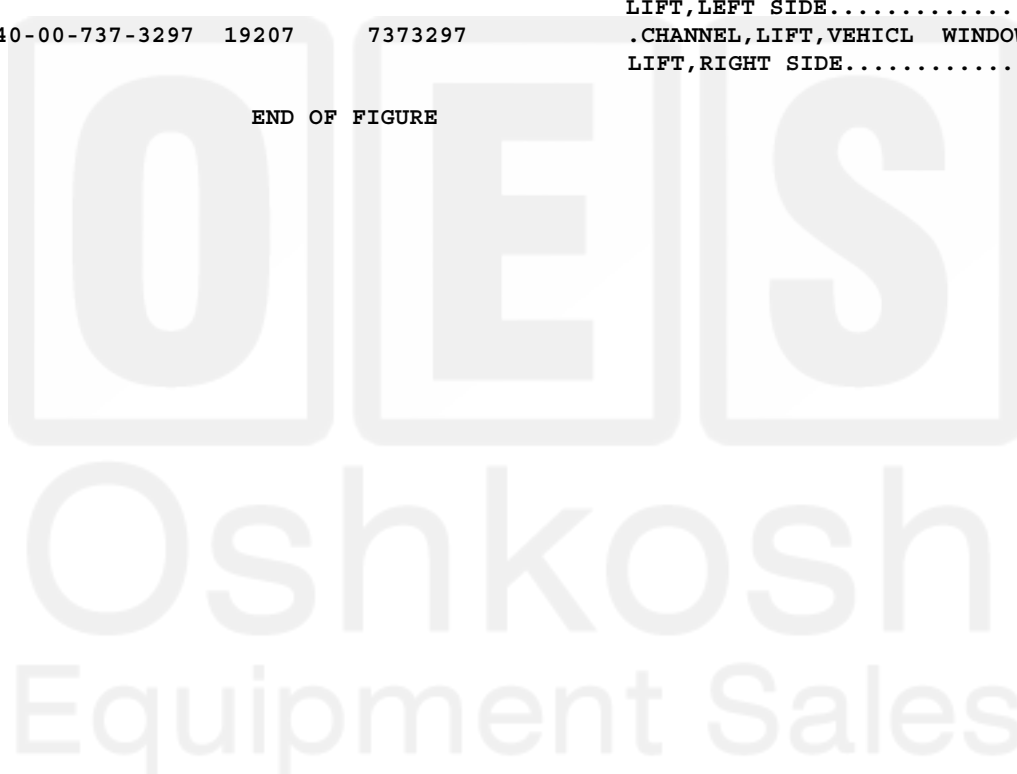 LIFT,LEFT SIDE.............
40-00-737-3297 19207 7373297 .CHANNEL,LIFT,VEHICL WINDOW
LIFT,RIGHT SIDE............
END OF FIGURE
OES
Oshkosh
Equipment Sales